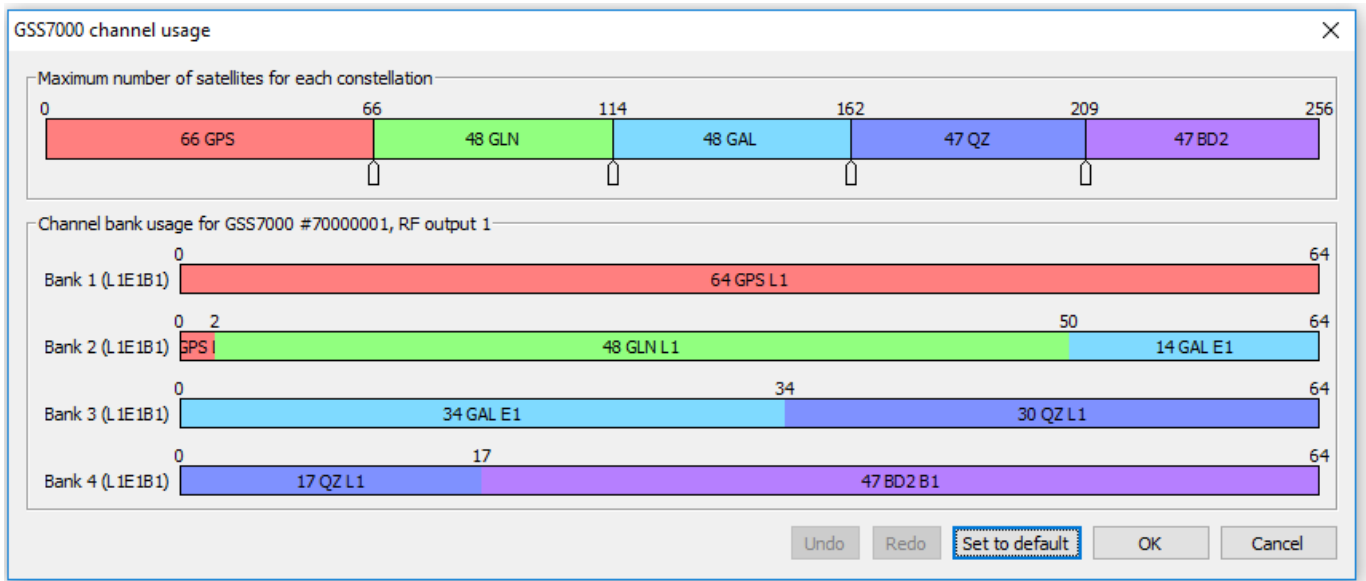 GSS7000 channel usage
Maximum number of satellites for each constellation
0 66 114 162 209 256
66 GPS 48 GLN 48 GAL 47 QZ 47 BD2
Channel bank usage for GSS7000 #70000001, RF output 1
0 64
Bank 1 (L1E1B1) 64 GPS L1
0 2 50 64
Bank 2 (L1E1B1) GPS 48 GLN L1 14 GAL E1
0 34 64
Bank 3 (L1E1B1) 34 GAL E1 30 QZ L1
0 17 64
Bank 4 (L1E1B1) 17 QZ L1 47 BD2 B1
Undo Redo Set to default OK Cancel